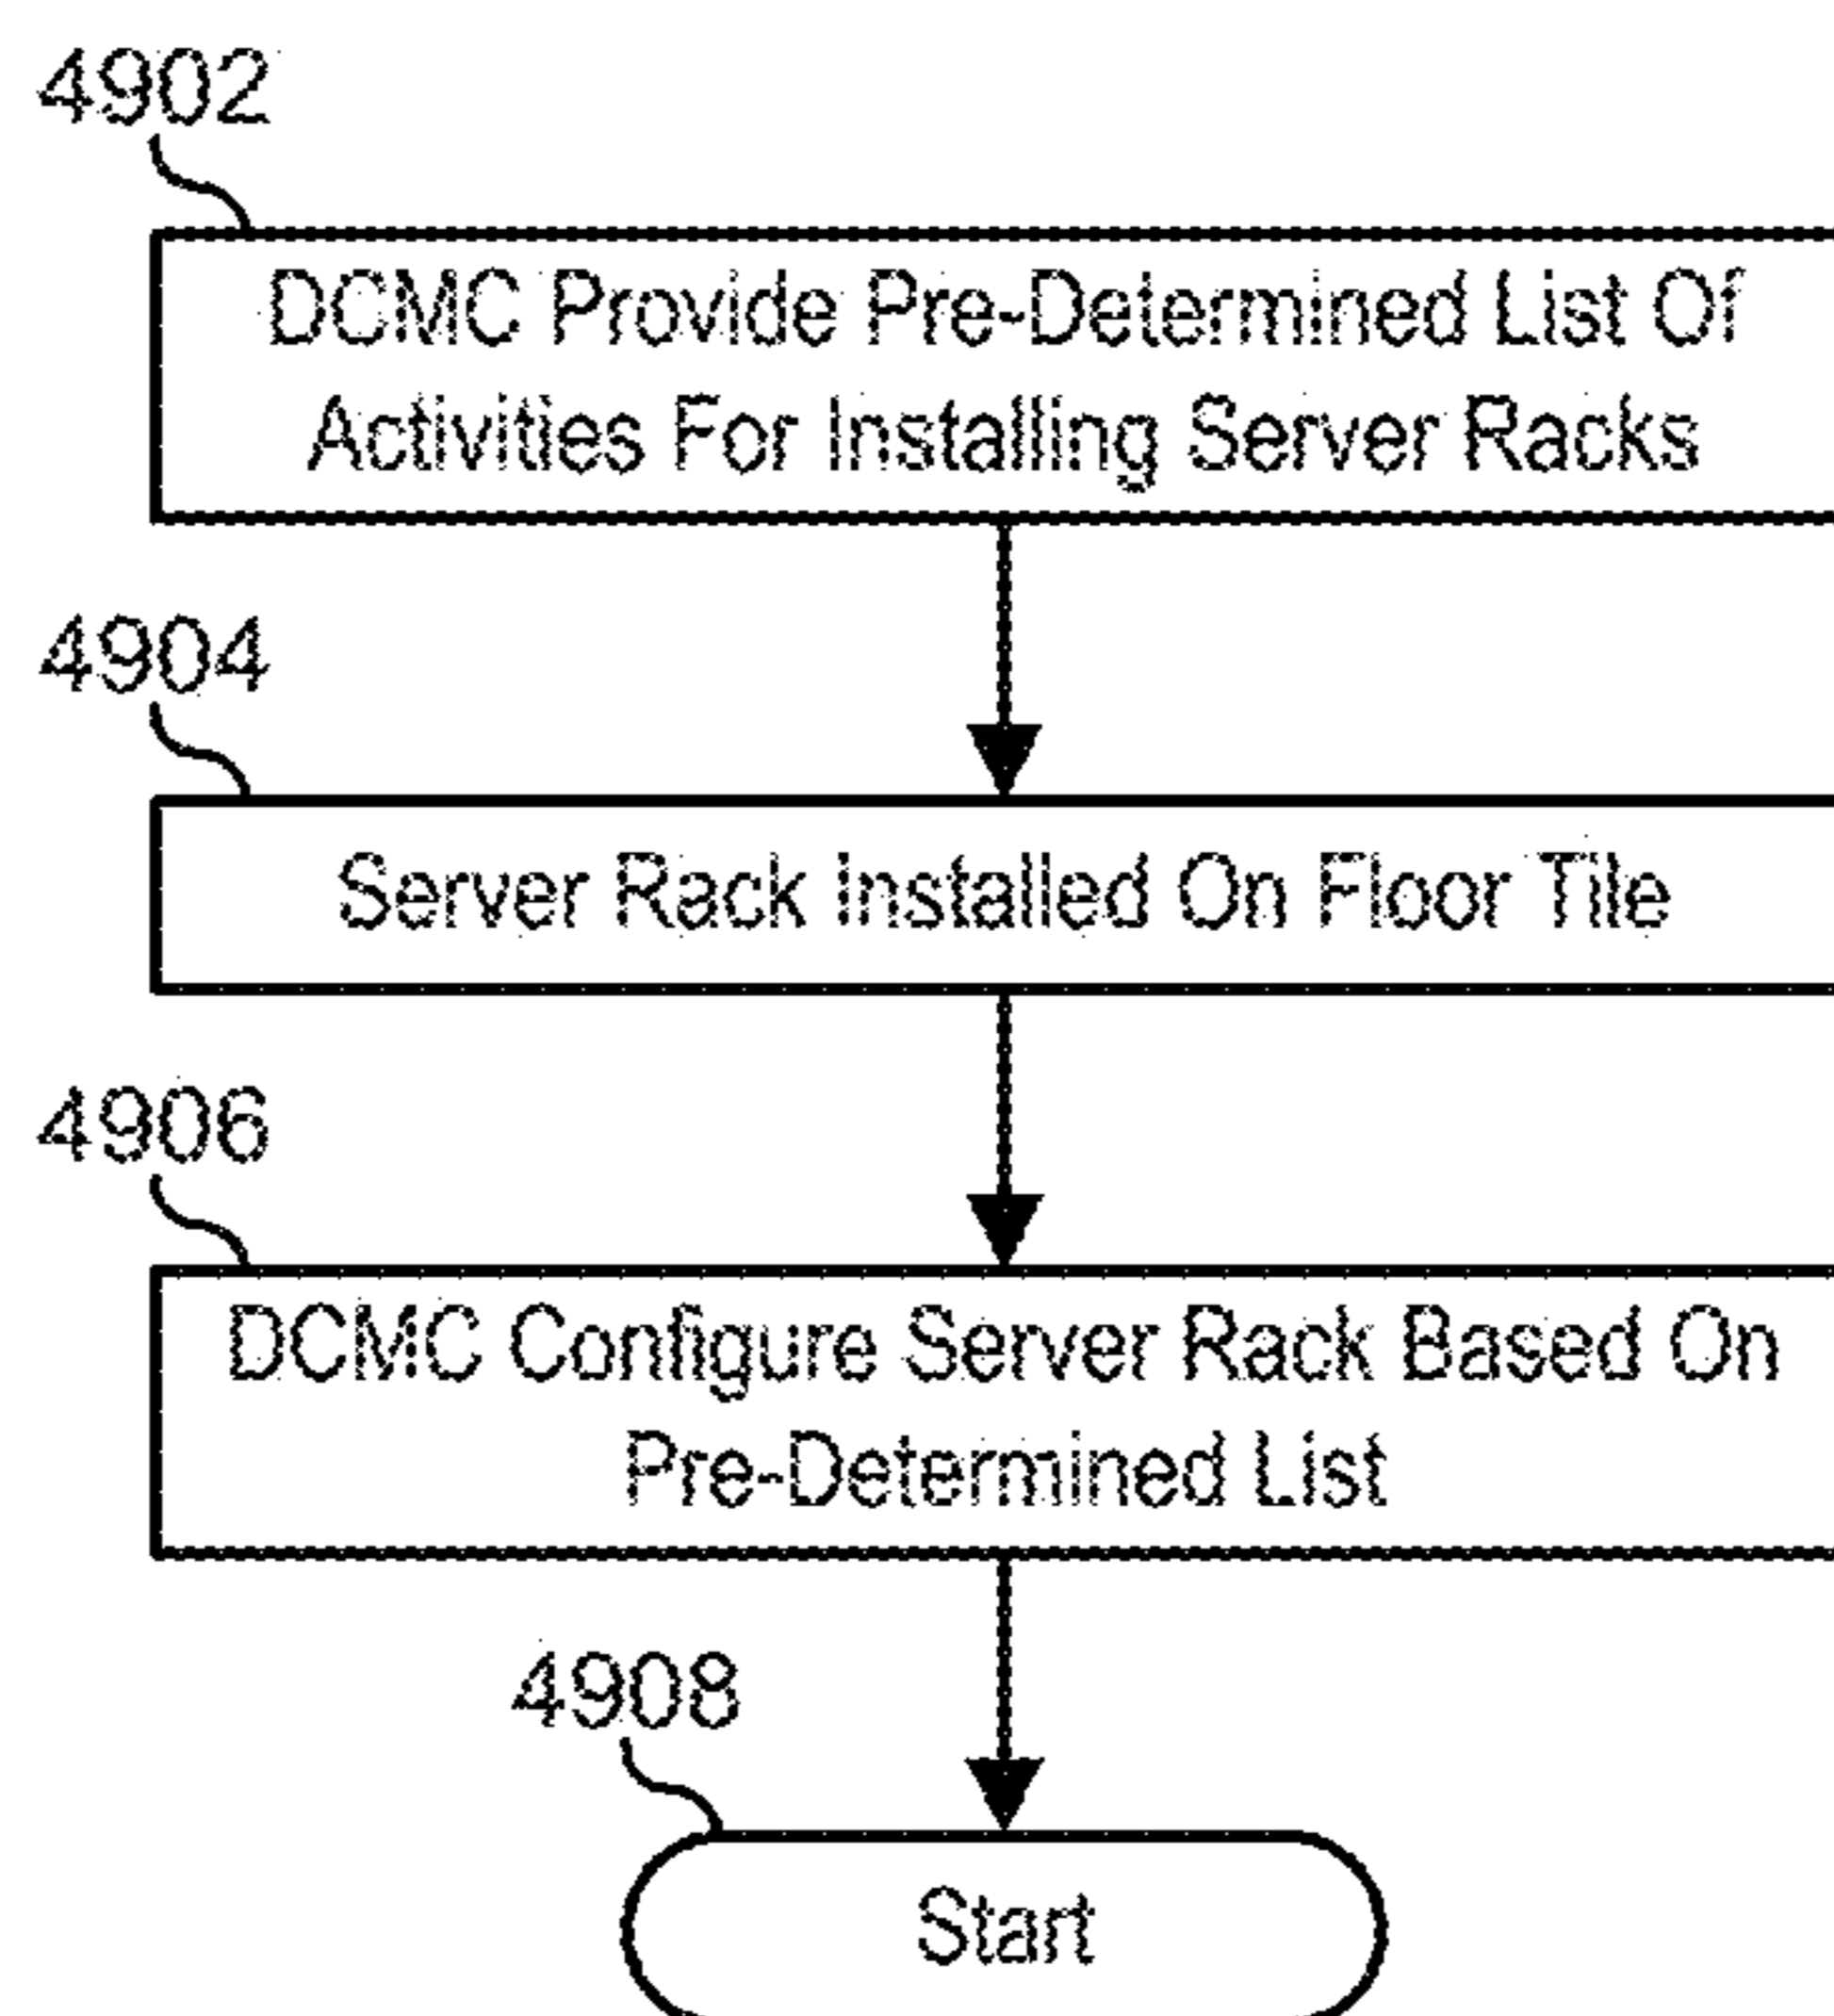 4902
DCMC Provide Pre-Determined List Of
Activities For Installing Server Racks
4904
Server Rack Installed On Floor Tile
4906
DCMC Configure Server Rack Based On
Pre-Determined List
4908
Start